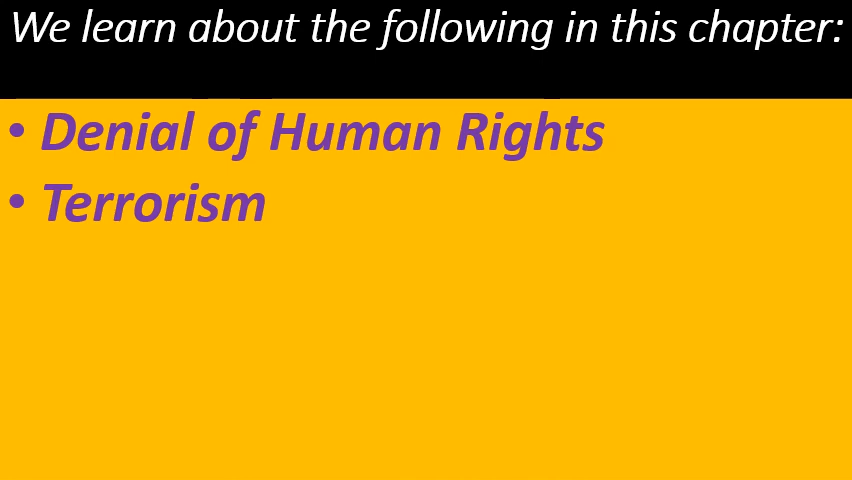 We learn about the following in this chapter:
• Denial of Human Rights
• Terrorism